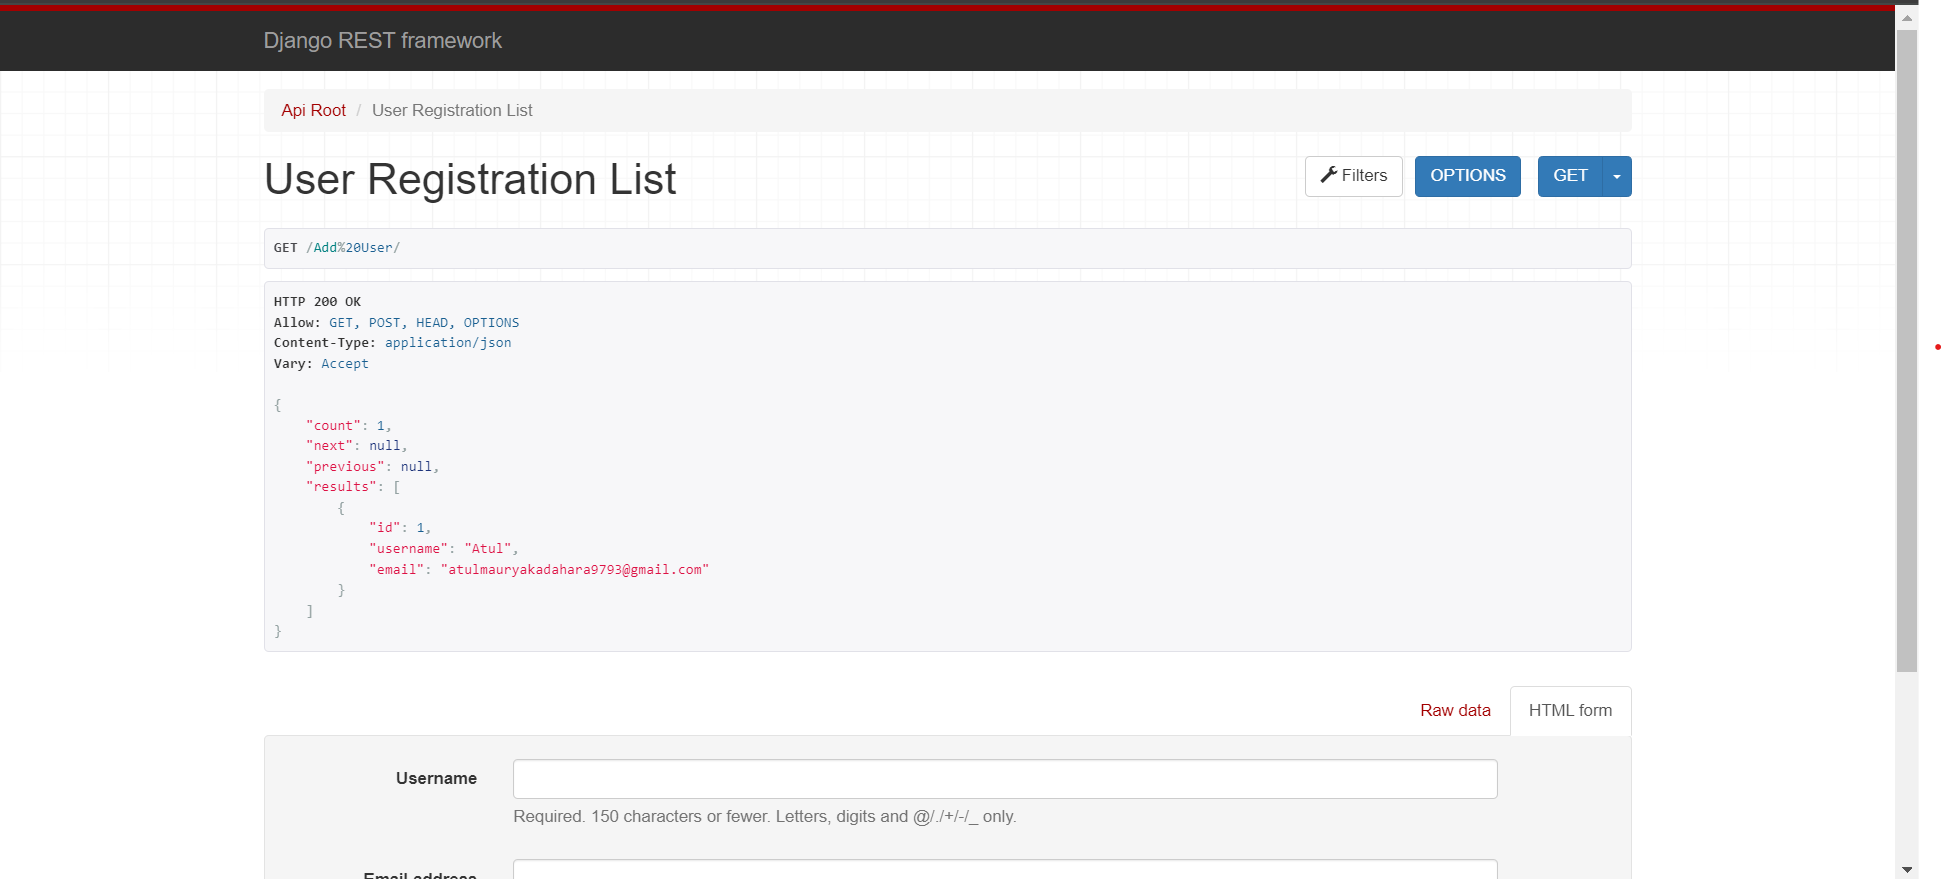 Django REST framework
Api Root / User Registration List
User Registration List
Filters
OPTIONS
GET
GET /Add%20User/
HTTP 200 OK
Allow: GET, POST, HEAD, OPTIONS
Content-Type: application/json
Vary: Accept
{
    "count": 1,
    "next": null,
    "previous": null,
    "results": [
        {
            "id": 1,
            "username": "Atul",
            "email": "atulmauryakadahara9793@gmail.com"
        }
    ]
}
Raw data
HTML form
Username
Required. 150 characters or fewer. Letters, digits and @/./+/-/_ only.
Email address